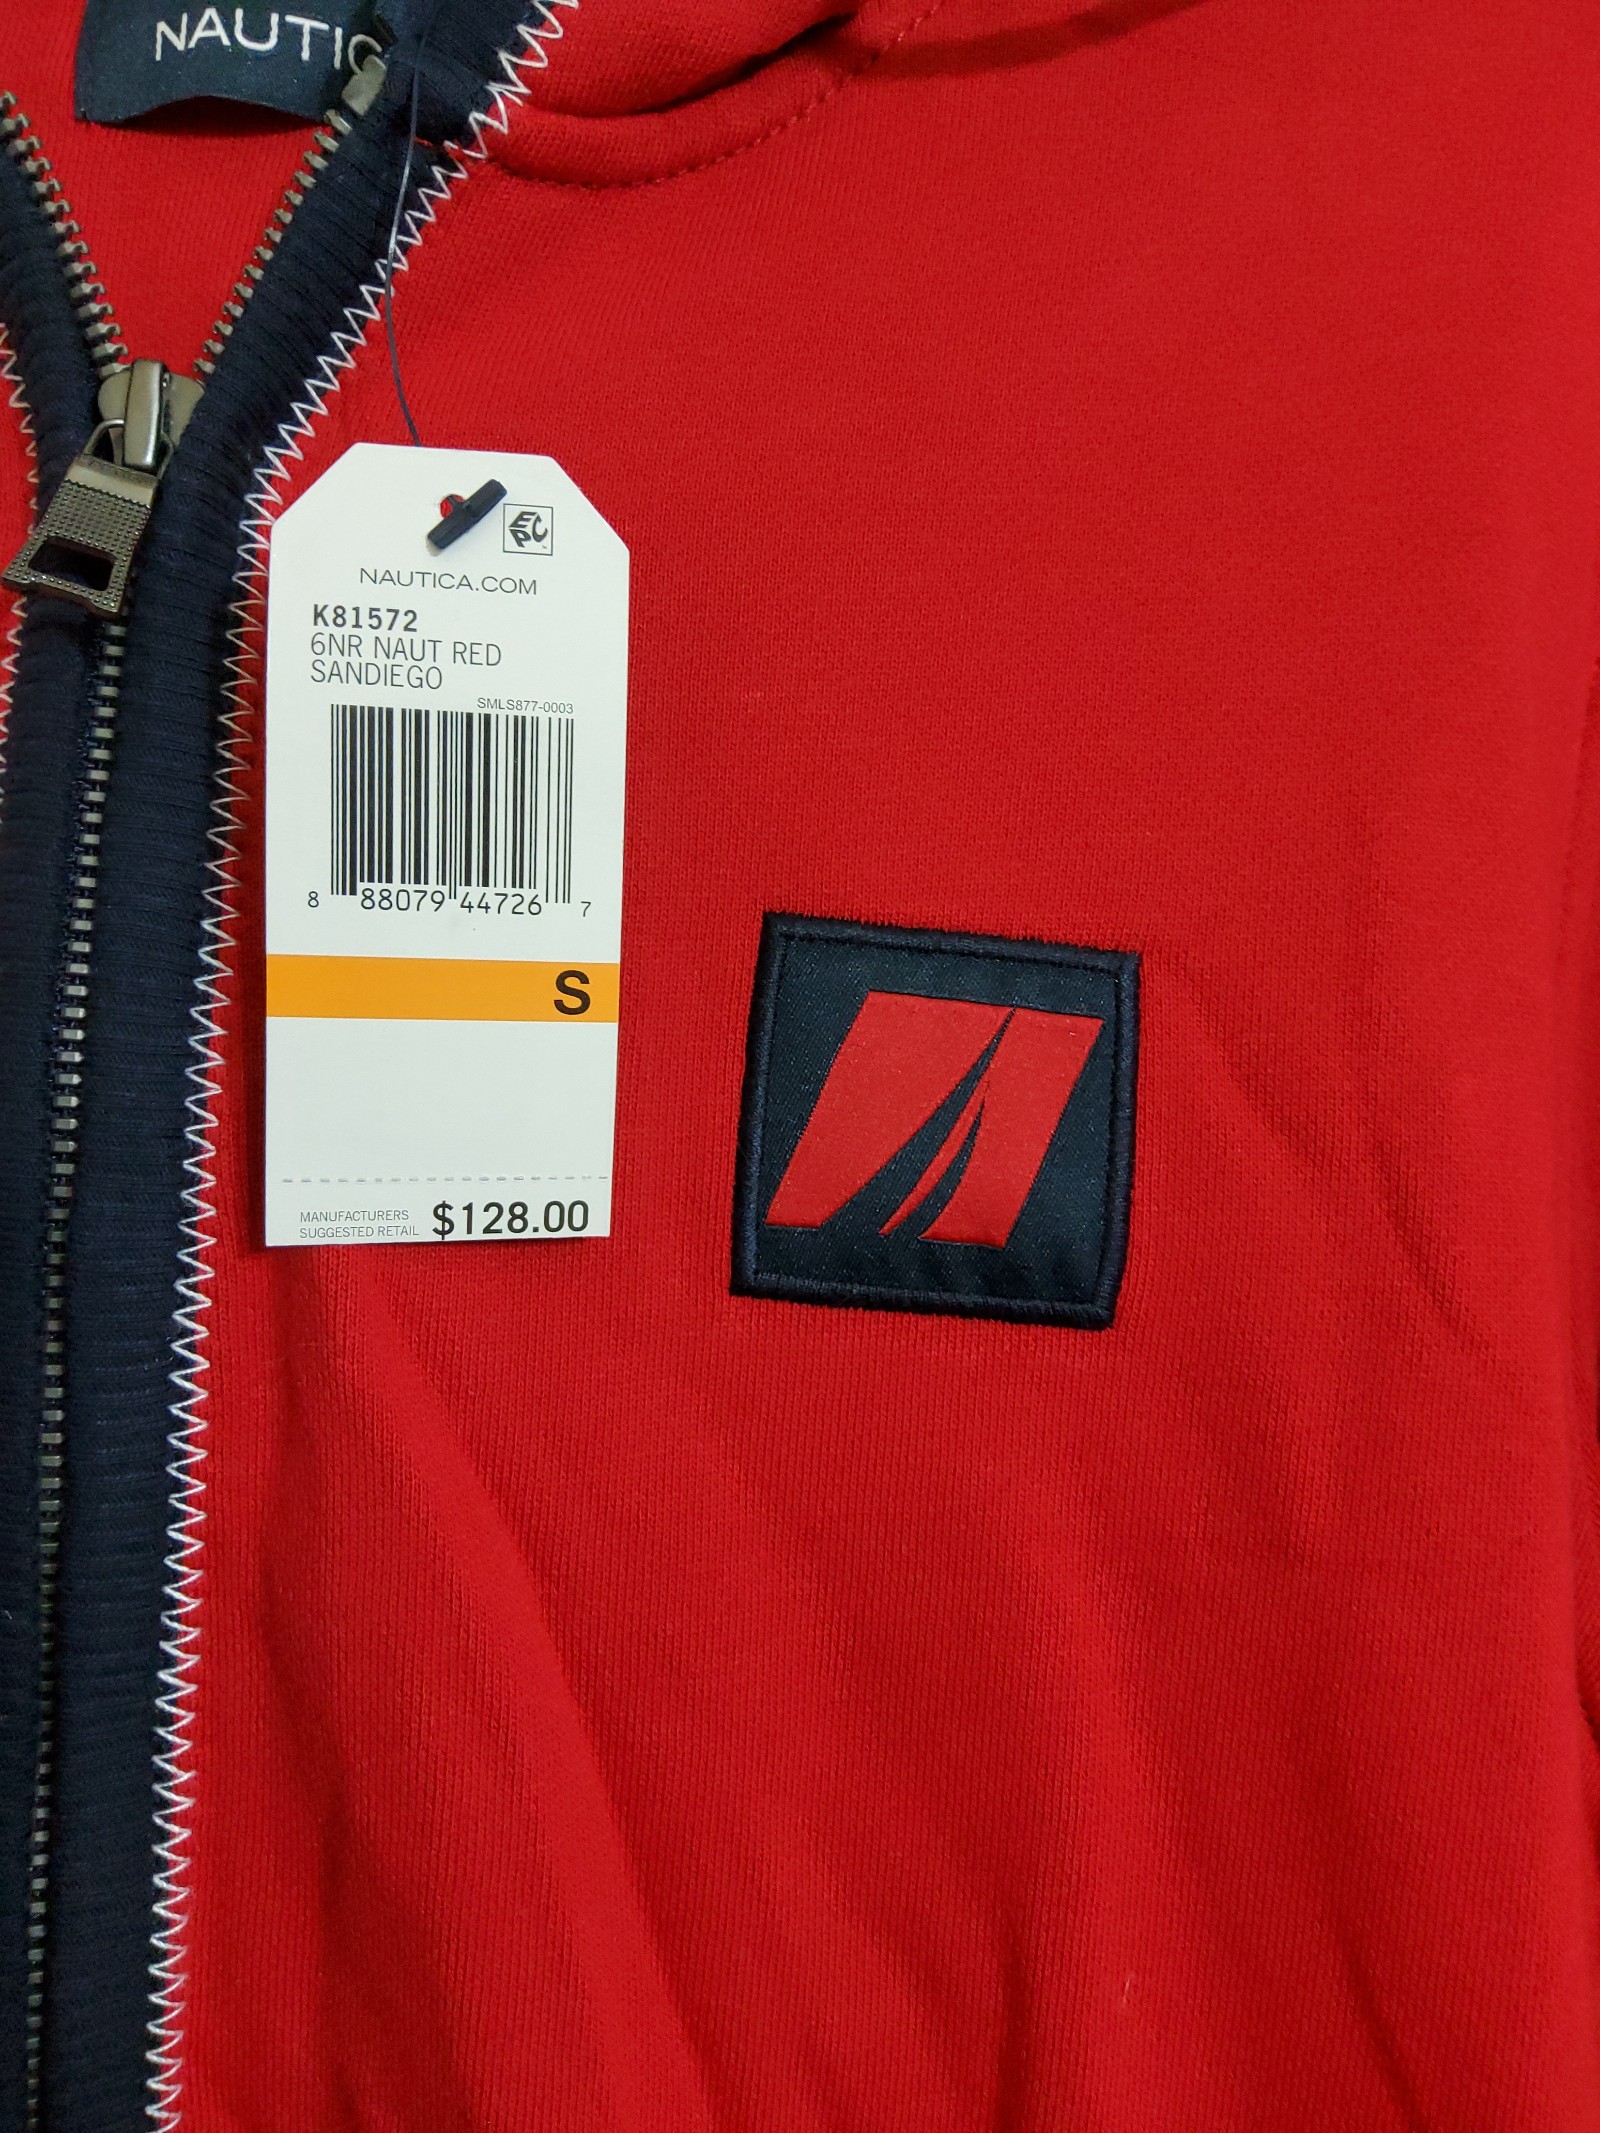 NAUTIC
EPC
NAUTICA.COM
K81572
6NR NAUT RED
SANDIEGO
SMLS877-0003
8 88079 44726 7
S
MANUFACTURERS
SUGGESTED RETAIL $128.00